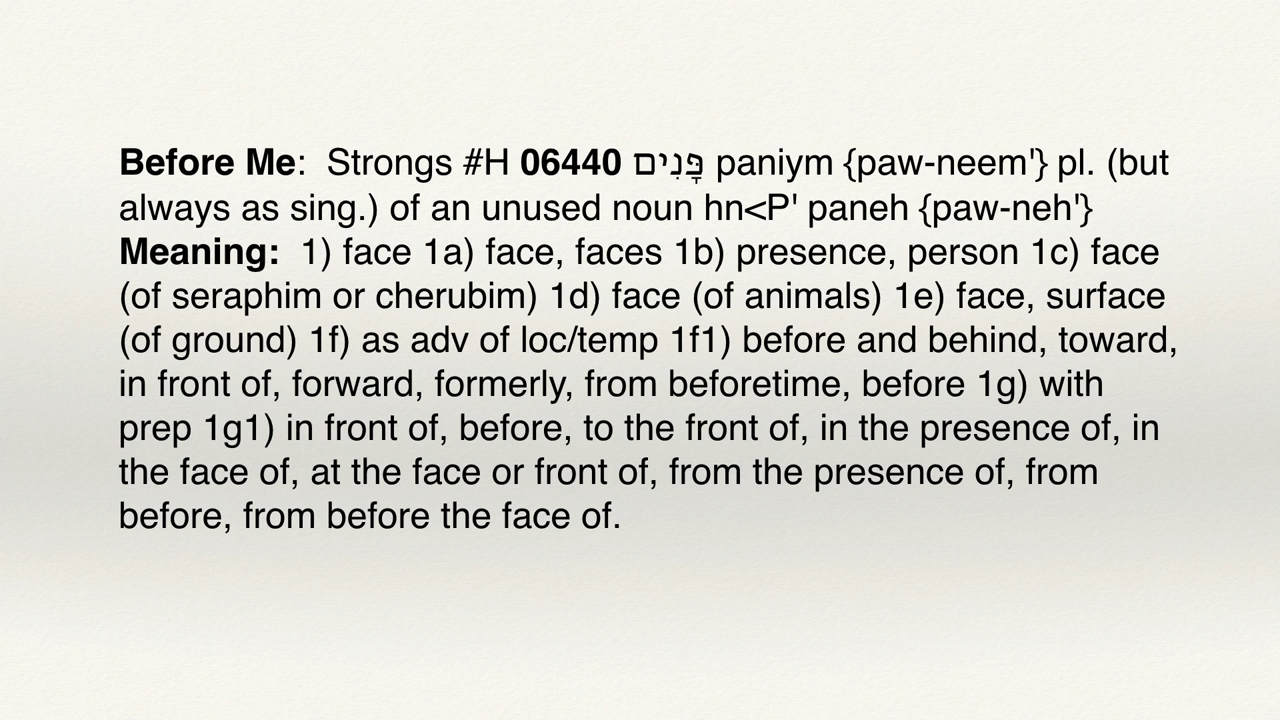 Before Me:  Strongs #H 06440 פָּנִים paniym {paw-neem'} pl. (but
always as sing.) of an unused noun hn<P' paneh {paw-neh'}
Meaning:  1) face 1a) face, faces 1b) presence, person 1c) face
(of seraphim or cherubim) 1d) face (of animals) 1e) face, surface
(of ground) 1f) as adv of loc/temp 1f1) before and behind, toward,
in front of, forward, formerly, from beforetime, before 1g) with
prep 1g1) in front of, before, to the front of, in the presence of, in
the face of, at the face or front of, from the presence of, from
before, from before the face of.